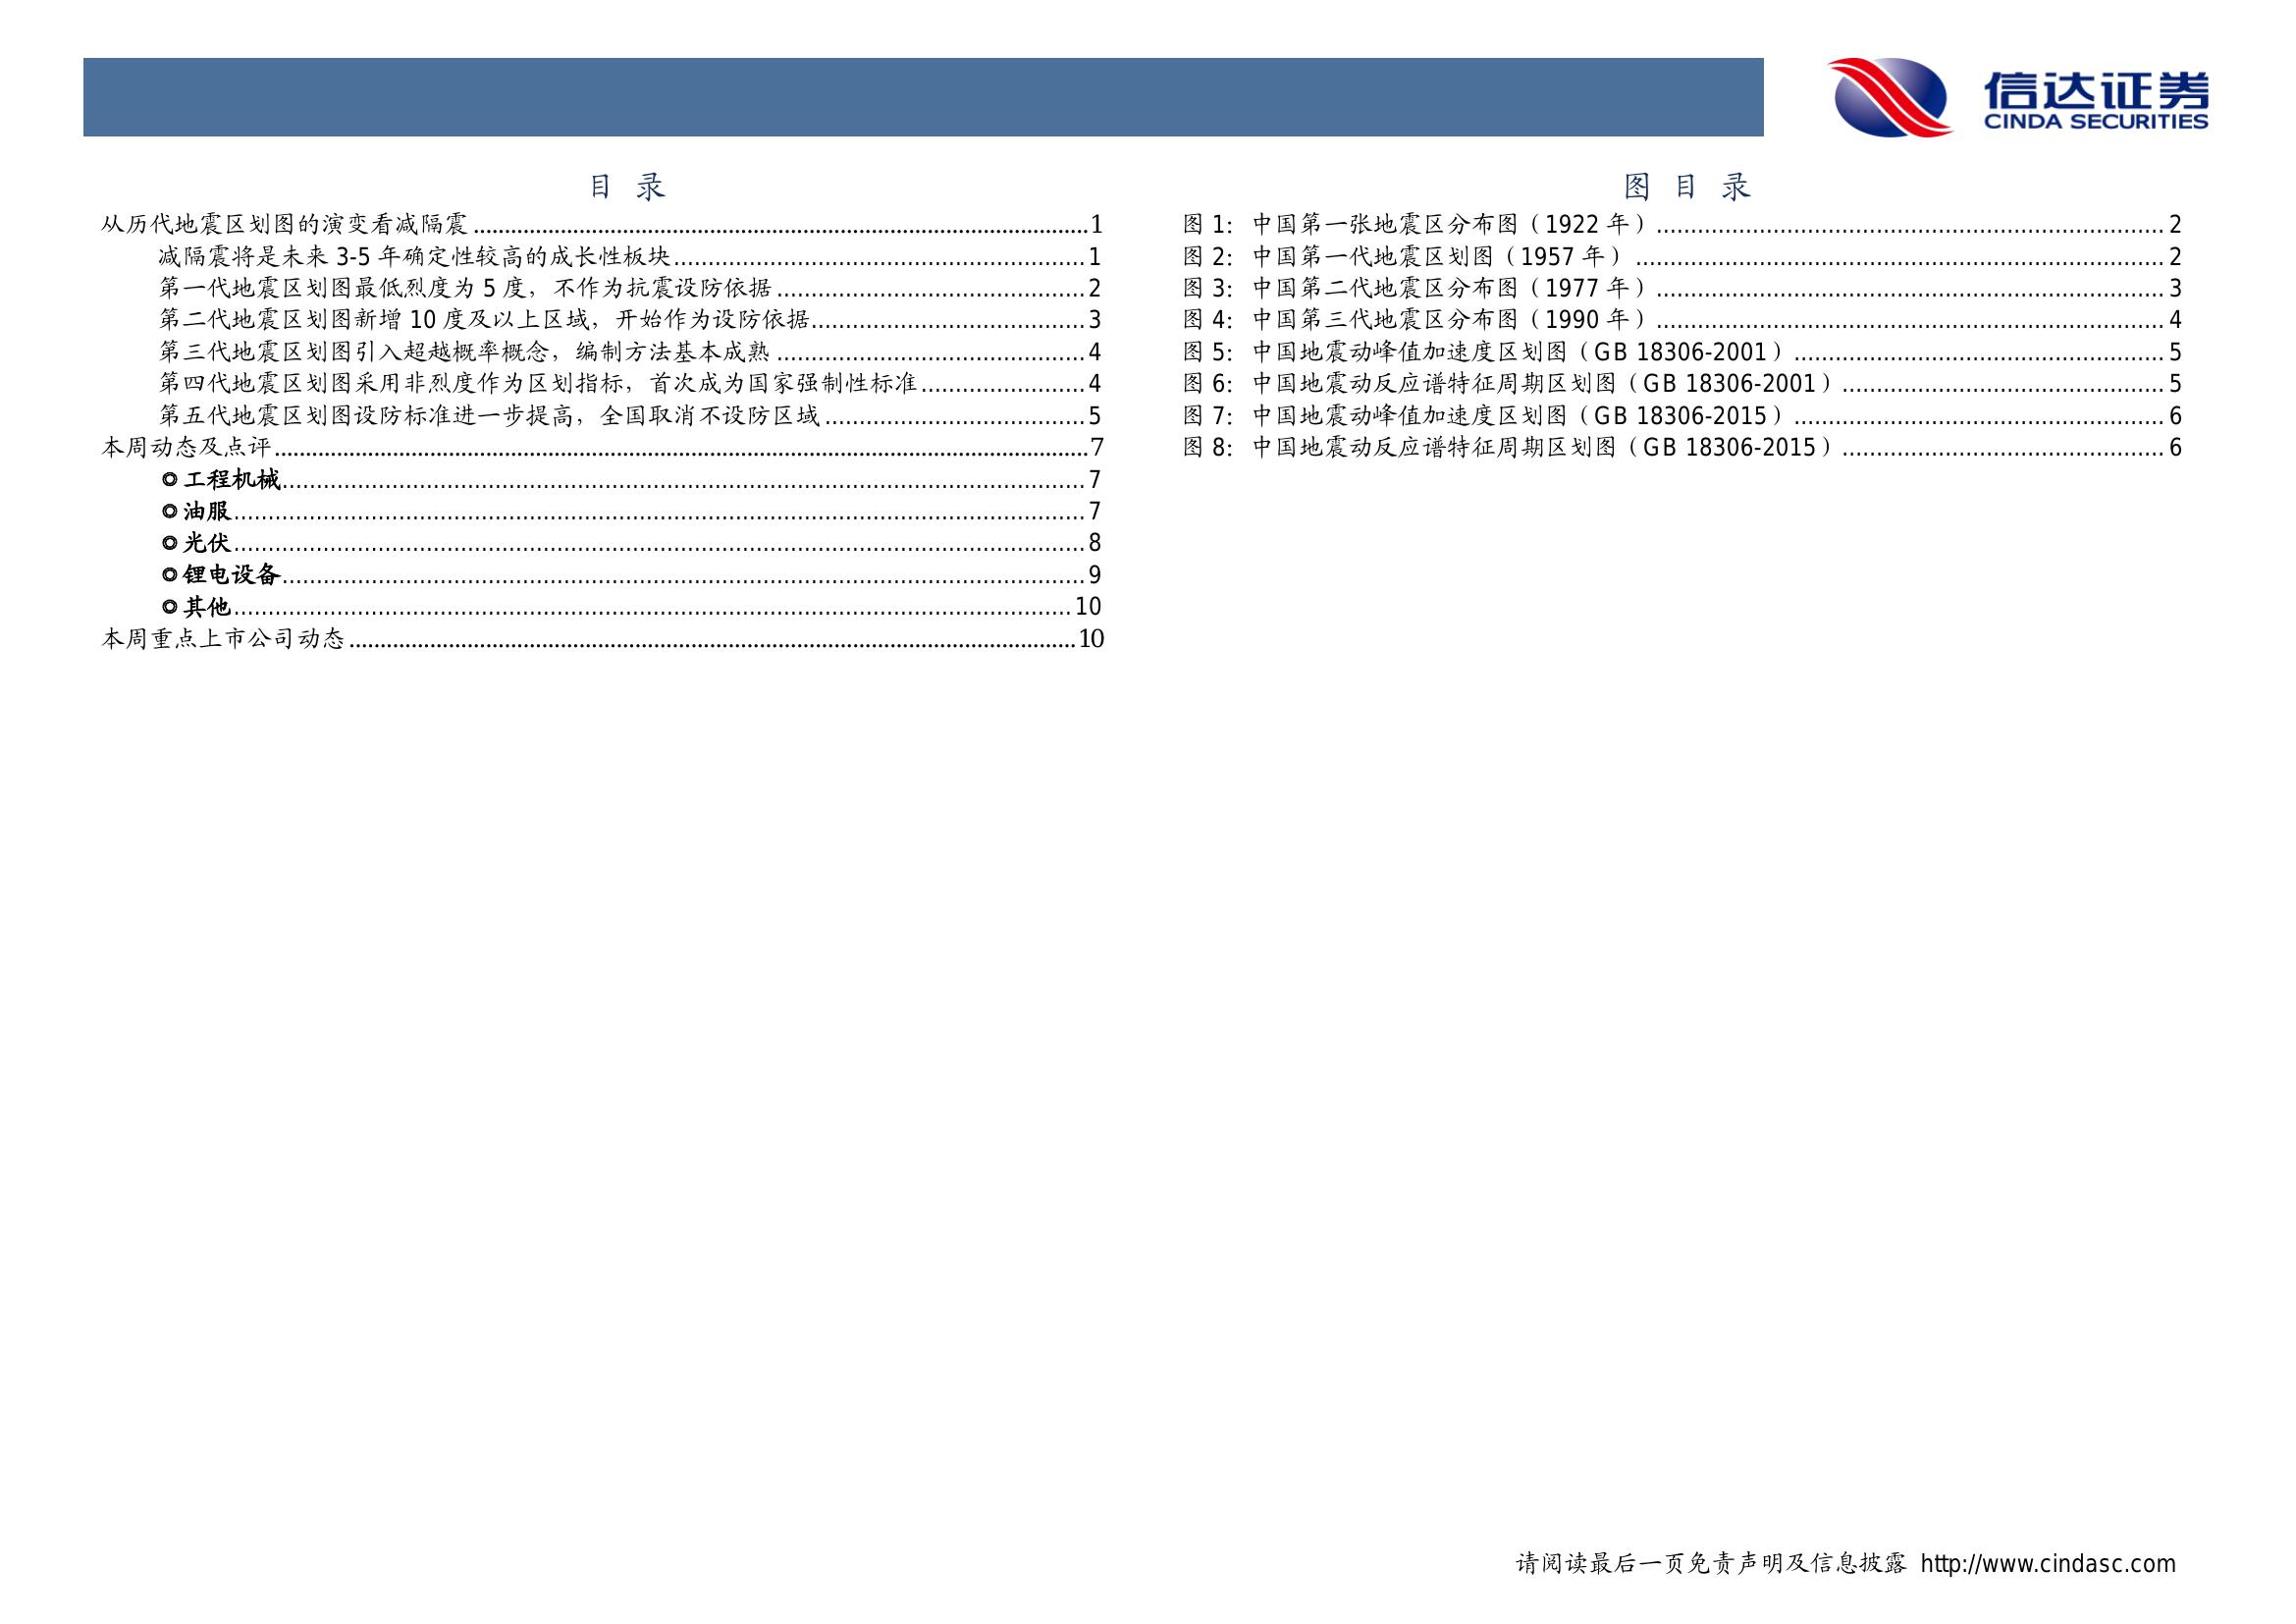 信达证券
CINDA SECURITIES
目 录
从历代地震区划图的演变看减隔震........................1
减隔震将是未来 3-5 年确定性较高的成长性板块........................1
第一代地震区划图最低烈度为 5 度，不作为抗震设防依据........................2
第二代地震区划图新增 10 度及以上区域，开始作为设防依据........................3
第三代地震区划图引入超越概率概念，编制方法基本成熟........................4
第四代地震区划图采用非烈度作为区划指标，首次成为国家强制性标准........................4
第五代地震区划图设防标准进一步提高，全国取消不设防区域........................5
本周动态及点评........................7
◎工程机械........................7
◎油服........................7
◎光伏........................8
◎锂电设备........................9
◎其他........................10
本周重点上市公司动态........................10
图 目 录
图 1：中国第一张地震区分布图（1922 年）........................2
图 2：中国第一代地震区划图（1957 年）........................2
图 3：中国第二代地震区分布图（1977 年）........................3
图 4：中国第三代地震区分布图（1990 年）........................4
图 5：中国地震动峰值加速度区划图（GB 18306-2001）........................5
图 6：中国地震动反应谱特征周期区划图（GB 18306-2001）........................5
图 7：中国地震动峰值加速度区划图（GB 18306-2015）........................6
图 8：中国地震动反应谱特征周期区划图（GB 18306-2015）........................6
请阅读最后一页免责声明及信息披露 http://www.cindasc.com